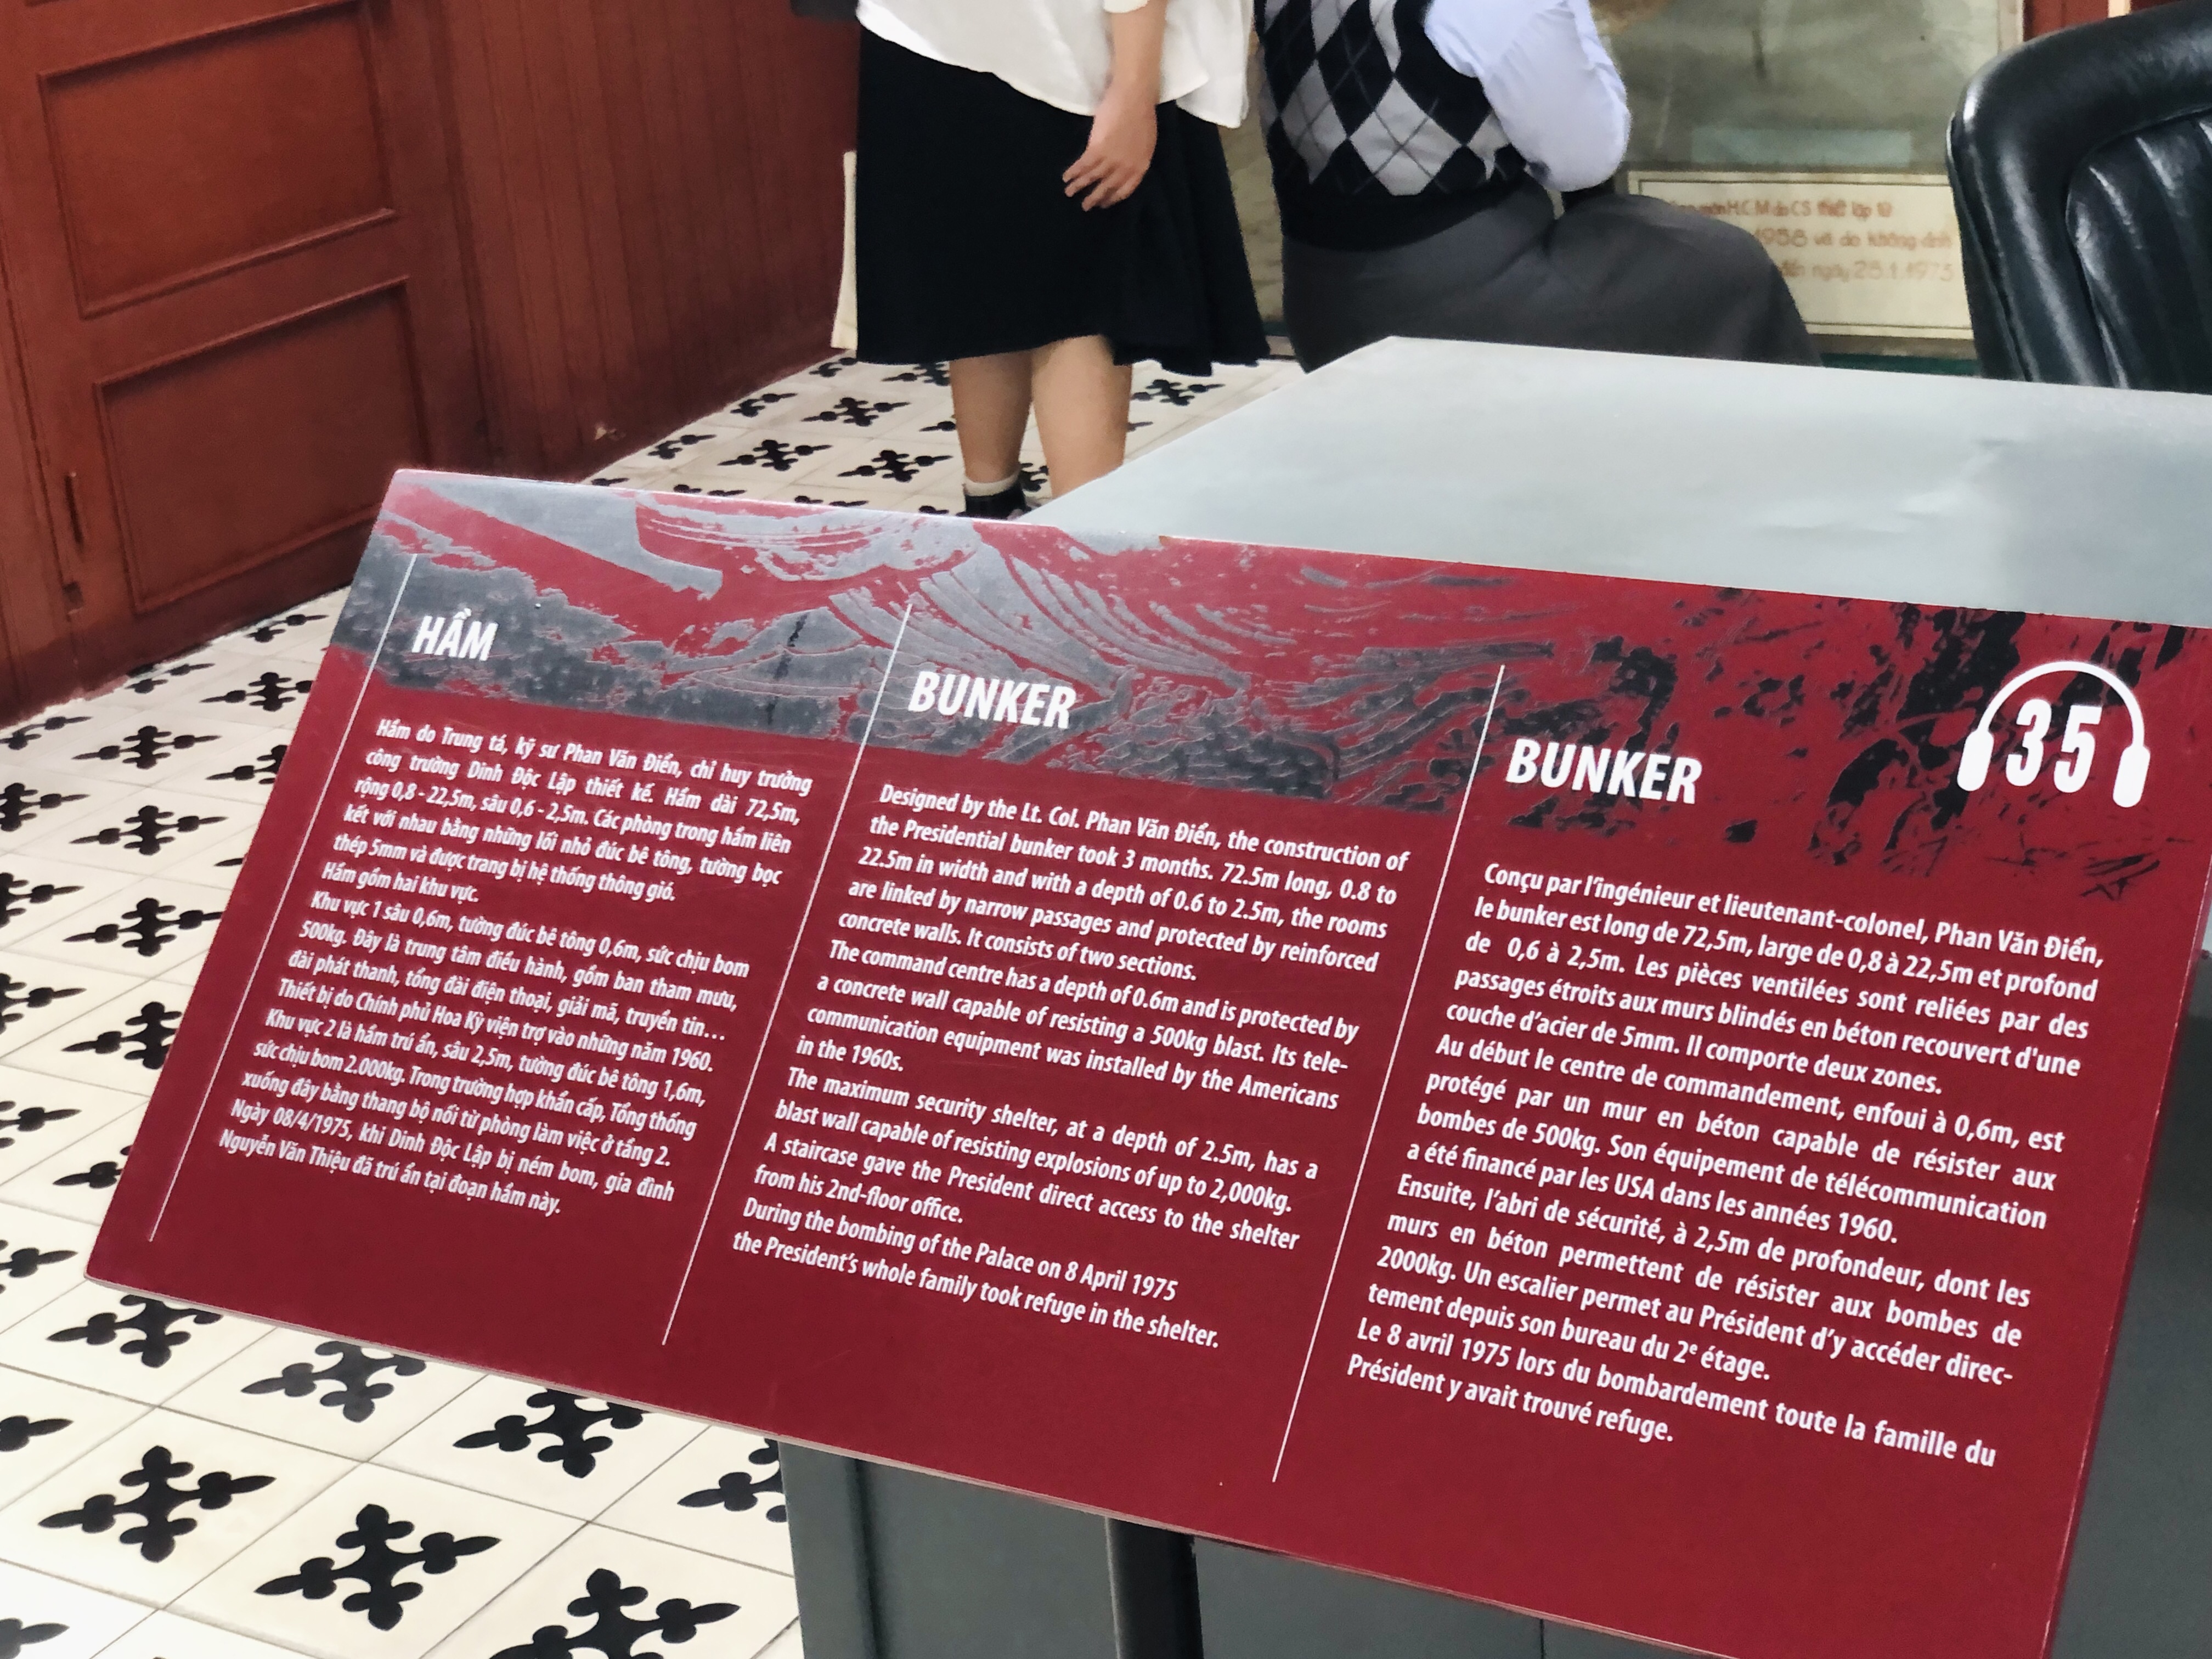 HẦM
Hầm do Trung tá, kỹ sư Phan Văn Điển, chỉ huy trưởng
công trường Dinh Độc Lập thiết kế. Hầm dài 72,5m,
rộng 0,8 - 22,5m, sâu 0,6 - 2,5m. Các phòng trong hầm liên
kết với nhau bằng những lối nhỏ đúc bê tông, tường bọc
thép 5mm và được trang bị hệ thống thông gió.
Hầm gồm hai khu vực.
Khu vực 1 sâu 0,6m, tường đúc bê tông 0,6m, sức chịu bom
500kg. Đây là trung tâm điều hành, gồm ban tham mưu,
đài phát thanh, tổng đài điện thoại, giải mã, truyền tin...
Thiết bị do Chính phủ Hoa Kỳ viện trợ vào những năm 1960.
Khu vực 2 là hầm trú ẩn, sâu 2,5m, tường đúc bê tông 1,6m,
sức chịu bom 2.000kg. Trong trường hợp khẩn cấp, Tổng thống
xuống đây bằng thang bộ nối từ phòng làm việc ở tầng 2.
Ngày 08/4/1975, khi Dinh Độc Lập bị ném bom, gia đình
Nguyễn Văn Thiệu đã trú ẩn tại đoạn hầm này.
BUNKER
Designed by the Lt. Col. Phan Văn Điển, the construction of
the Presidential bunker took 3 months. 72.5m long, 0.8 to
22.5m in width and with a depth of 0.6 to 2.5m, the rooms
are linked by narrow passages and protected by reinforced
concrete walls. It consists of two sections.
The command centre has a depth of 0.6m and is protected by
a concrete wall capable of resisting a 500kg blast. Its tele-
communication equipment was installed by the Americans
in the 1960s.
The maximum security shelter, at a depth of 2.5m, has a
blast wall capable of resisting explosions of up to 2,000kg.
A staircase gave the President direct access to the shelter
from his 2nd-floor office.
During the bombing of the Palace on 8 April 1975
the President's whole family took refuge in the shelter.
BUNKER
35
Conçu par l'ingénieur et lieutenant-colonel, Phan Văn Điển,
le bunker est long de 72,5m, large de 0,8 à 22,5m et profond
de 0,6 à 2,5m. Les pièces ventilées sont reliées par des
passages étroits aux murs blindés en béton recouvert d'une
couche d'acier de 5mm. Il comporte deux zones.
Au début le centre de commandement, enfoui à 0,6m, est
protégé par un mur en béton capable de résister aux
bombes de 500kg. Son équipement de télécommunication
a été financé par les USA dans les années 1960.
Ensuite, l'abri de sécurité, à 2,5m de profondeur, dont les
murs en béton permettent de résister aux bombes de
2000kg. Un escalier permet au Président d'y accéder direc-
tement depuis son bureau du 2e étage.
Le 8 avril 1975 lors du bombardement toute la famille du
Président y avait trouvé refuge.
H.C.M do CS thiết lập từ
1958 và do không ảnh
đến ngày 25.1.1973